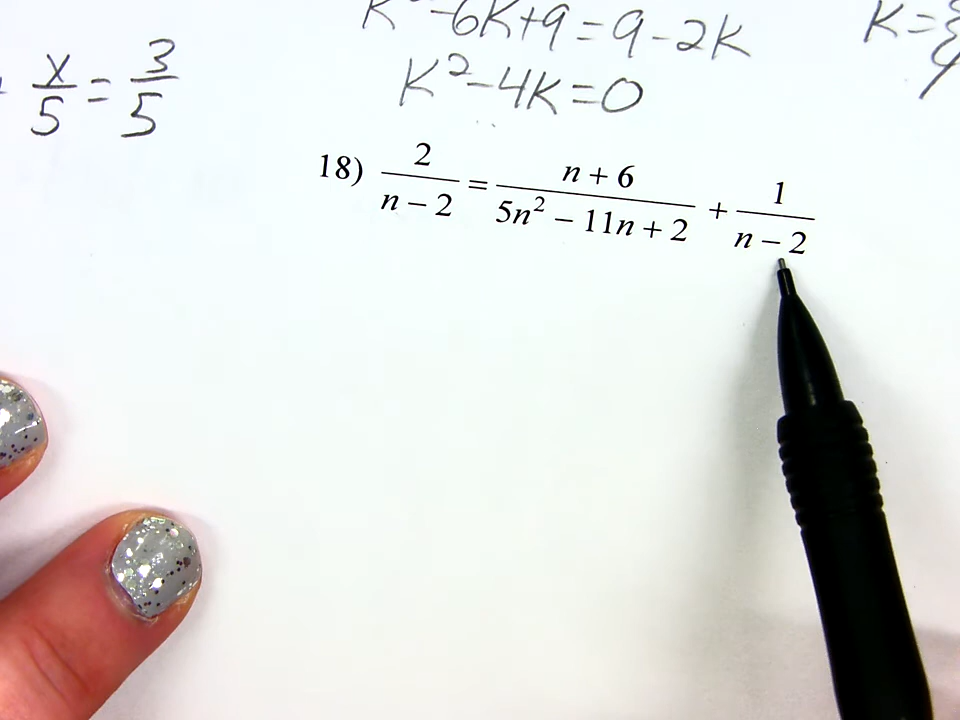 K² - 6K + 9 = 9 - 2K
K = {
x/5 = 3/5
K² - 4K = 0
18) 2/(n - 2) = (n + 6)/(5n² - 11n + 2) + 1/(n - 2)